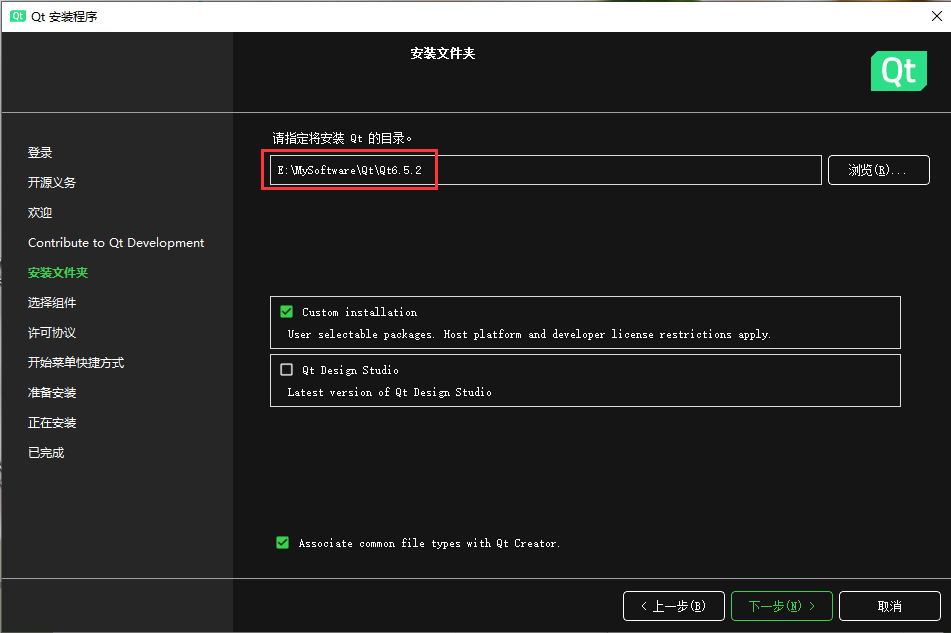 Qt 安装程序
安装文件夹
Qt
登录
开源义务
欢迎
Contribute to Qt Development
安装文件夹
选择组件
许可协议
开始菜单快捷方式
准备安装
正在安装
已完成
请指定将安装 Qt 的目录。
E:\MySoftware\Qt\Qt6.5.2
浏览(R)...
Custom installation
User selectable packages. Host platform and developer license restrictions apply.
Qt Design Studio
Latest version of Qt Design Studio
Associate common file types with Qt Creator.
< 上一步(B)
下一步(N) >
取消